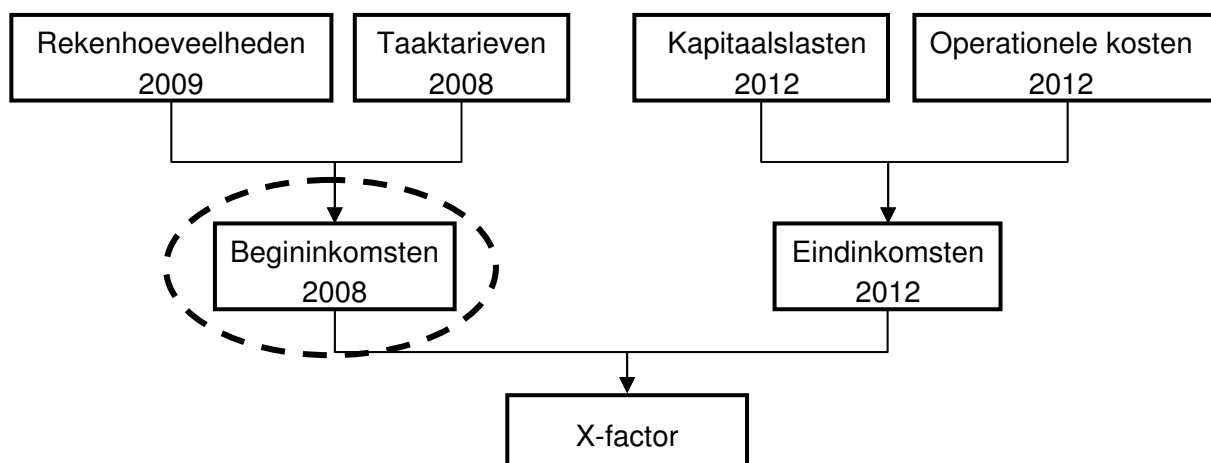 Rekenhoeveelheden
2009
Taaktarieven
2008
Kapitaalslasten
2012
Operationele kosten
2012
Begininkomsten
2008
Eindinkomsten
2012
X-factor